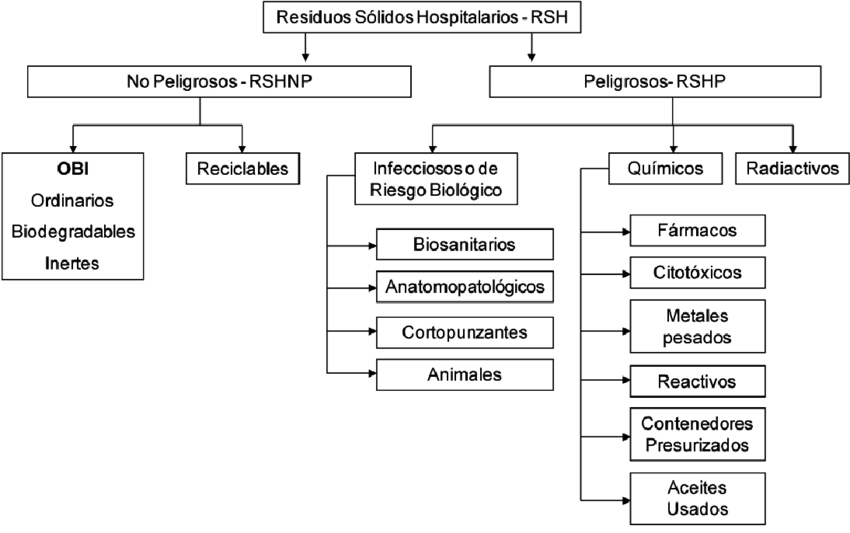 Residuos Sólidos Hospitalarios - RSH
No Peligrosos - RSHNP
Peligrosos- RSHP
OBI
Ordinarios
Biodegradables
Inertes
Reciclables
Infecciosos o de
Riesgo Biológico
Biosanitarios
Anatomopatológicos
Cortopunzantes
Animales
Químicos
Fármacos
Citotóxicos
Metales
pesados
Reactivos
Contenedores
Presurizados
Aceites
Usados
Radiactivos